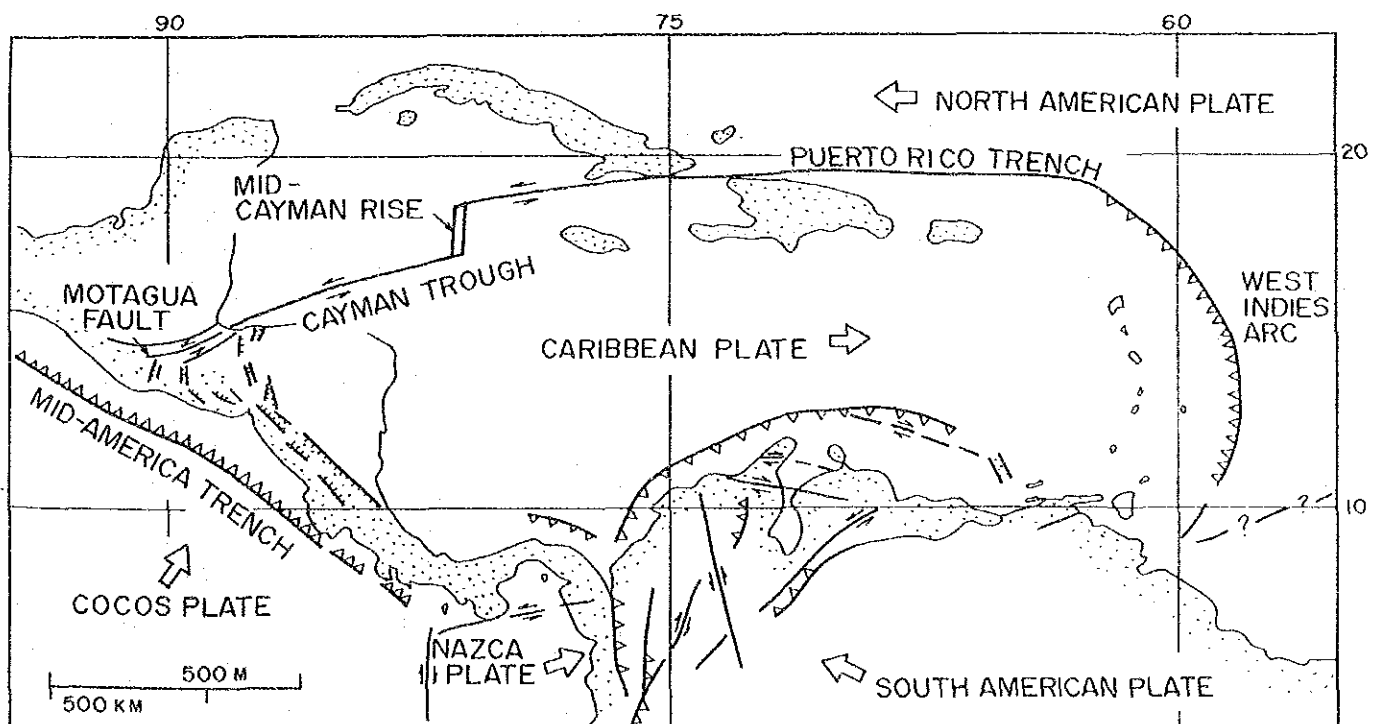 90
75
60
NORTH AMERICAN PLATE
20
PUERTO RICO TRENCH
MID-
CAYMAN RISE
MOTAGUA
FAULT
CAYMAN TROUGH
WEST
INDIES
ARC
CARIBBEAN PLATE
MID-AMERICA TRENCH
10
?
?
COCOS PLATE
NAZCA
PLATE
SOUTH AMERICAN PLATE
500 M
500 KM